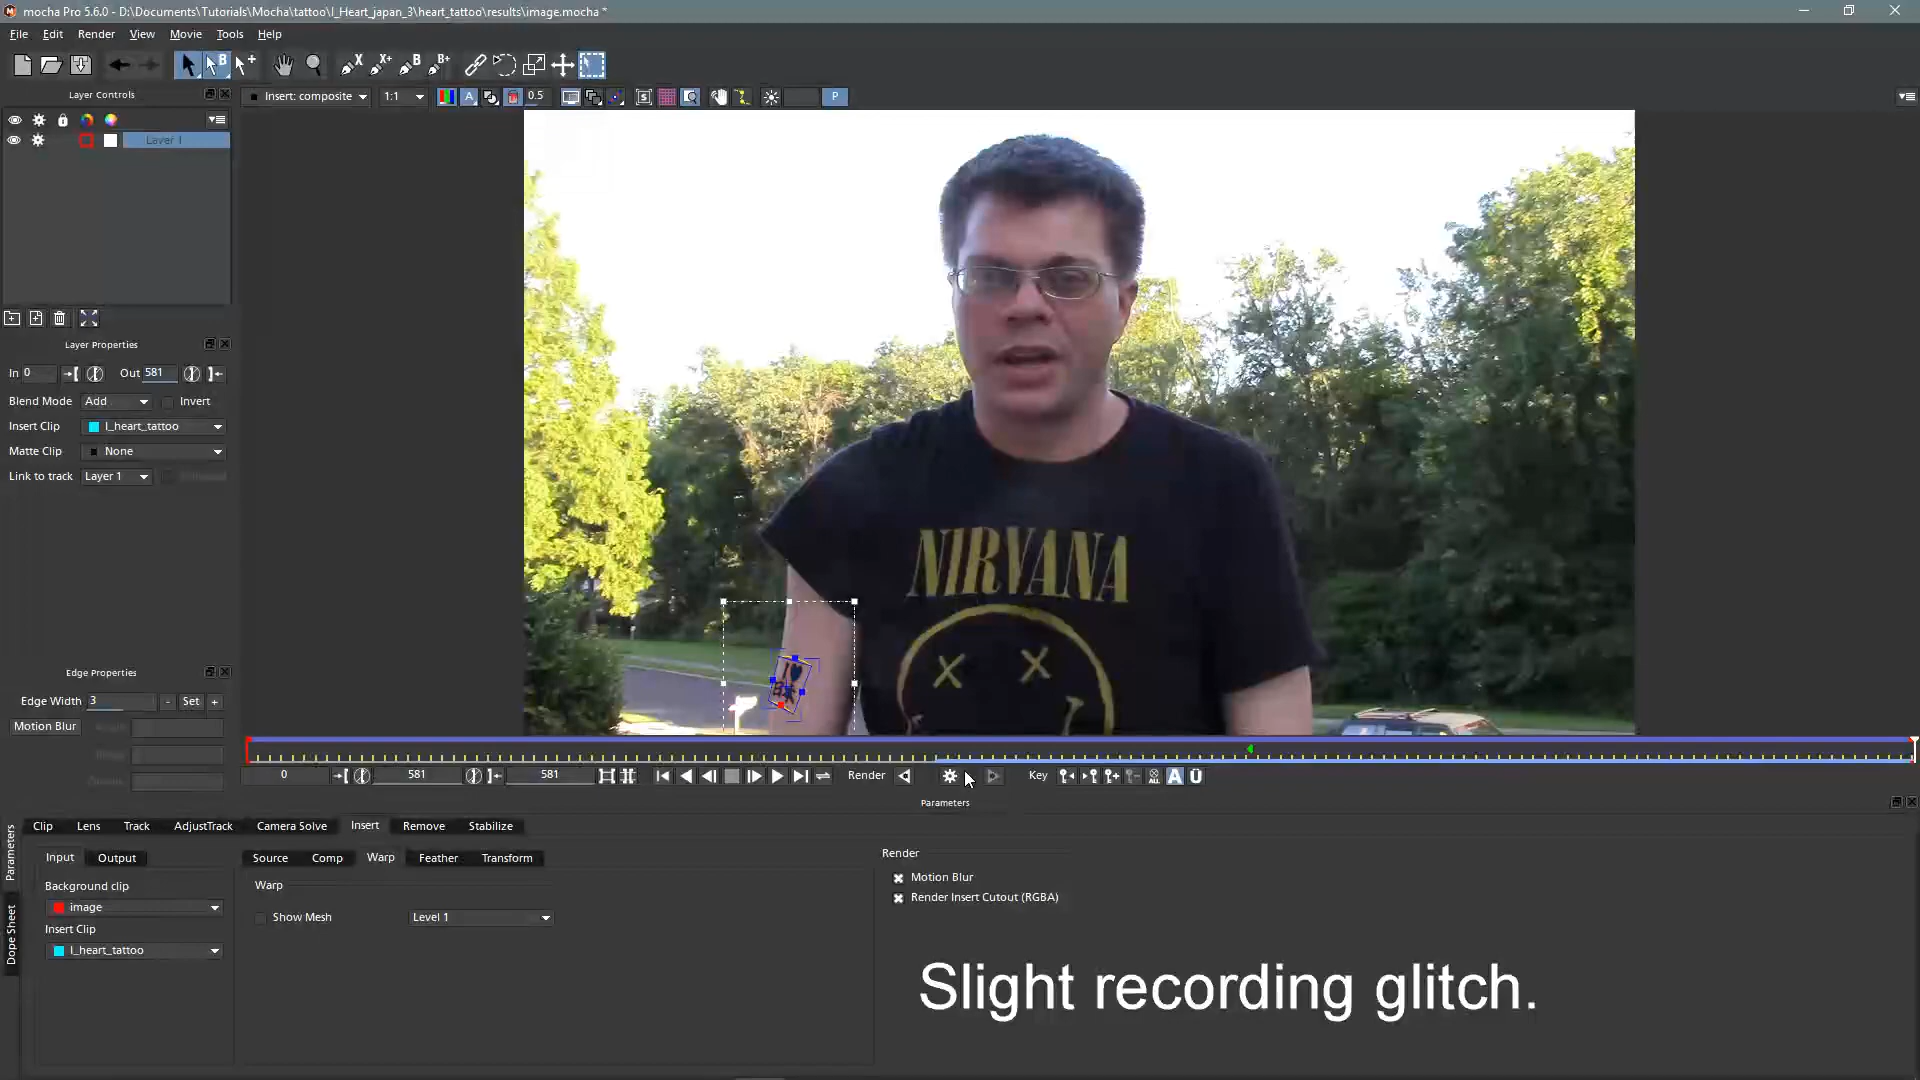 mocha Pro 5.6.0 - D:\Documents\Tutorials\Mocha\tattoo\I_Heart_japan_3\heart_tattoo\results\image.mocha *
File Edit Render View Movie Tools Help
Layer Controls
Insert: composite 1:1 0.5 P
Layer 1
NIRVANA
Layer Properties
In 0 Out 581
Blend Mode Add Invert
Insert Clip I_heart_tattoo
Matte Clip None
Link to track Layer 1
Edge Properties
Edge Width 3 - Set +
Motion Blur
0 581 581 Render Key
Parameters
Clip Lens Track AdjustTrack Camera Solve Insert Remove Stabilize
Parameters
Dope Sheet
Input Output
Background clip
image
Insert Clip
I_heart_tattoo
Source Comp Warp Feather Transform
Warp
Show Mesh Level 1
Render
Motion Blur
Render Insert Cutout (RGBA)
Slight recording glitch.